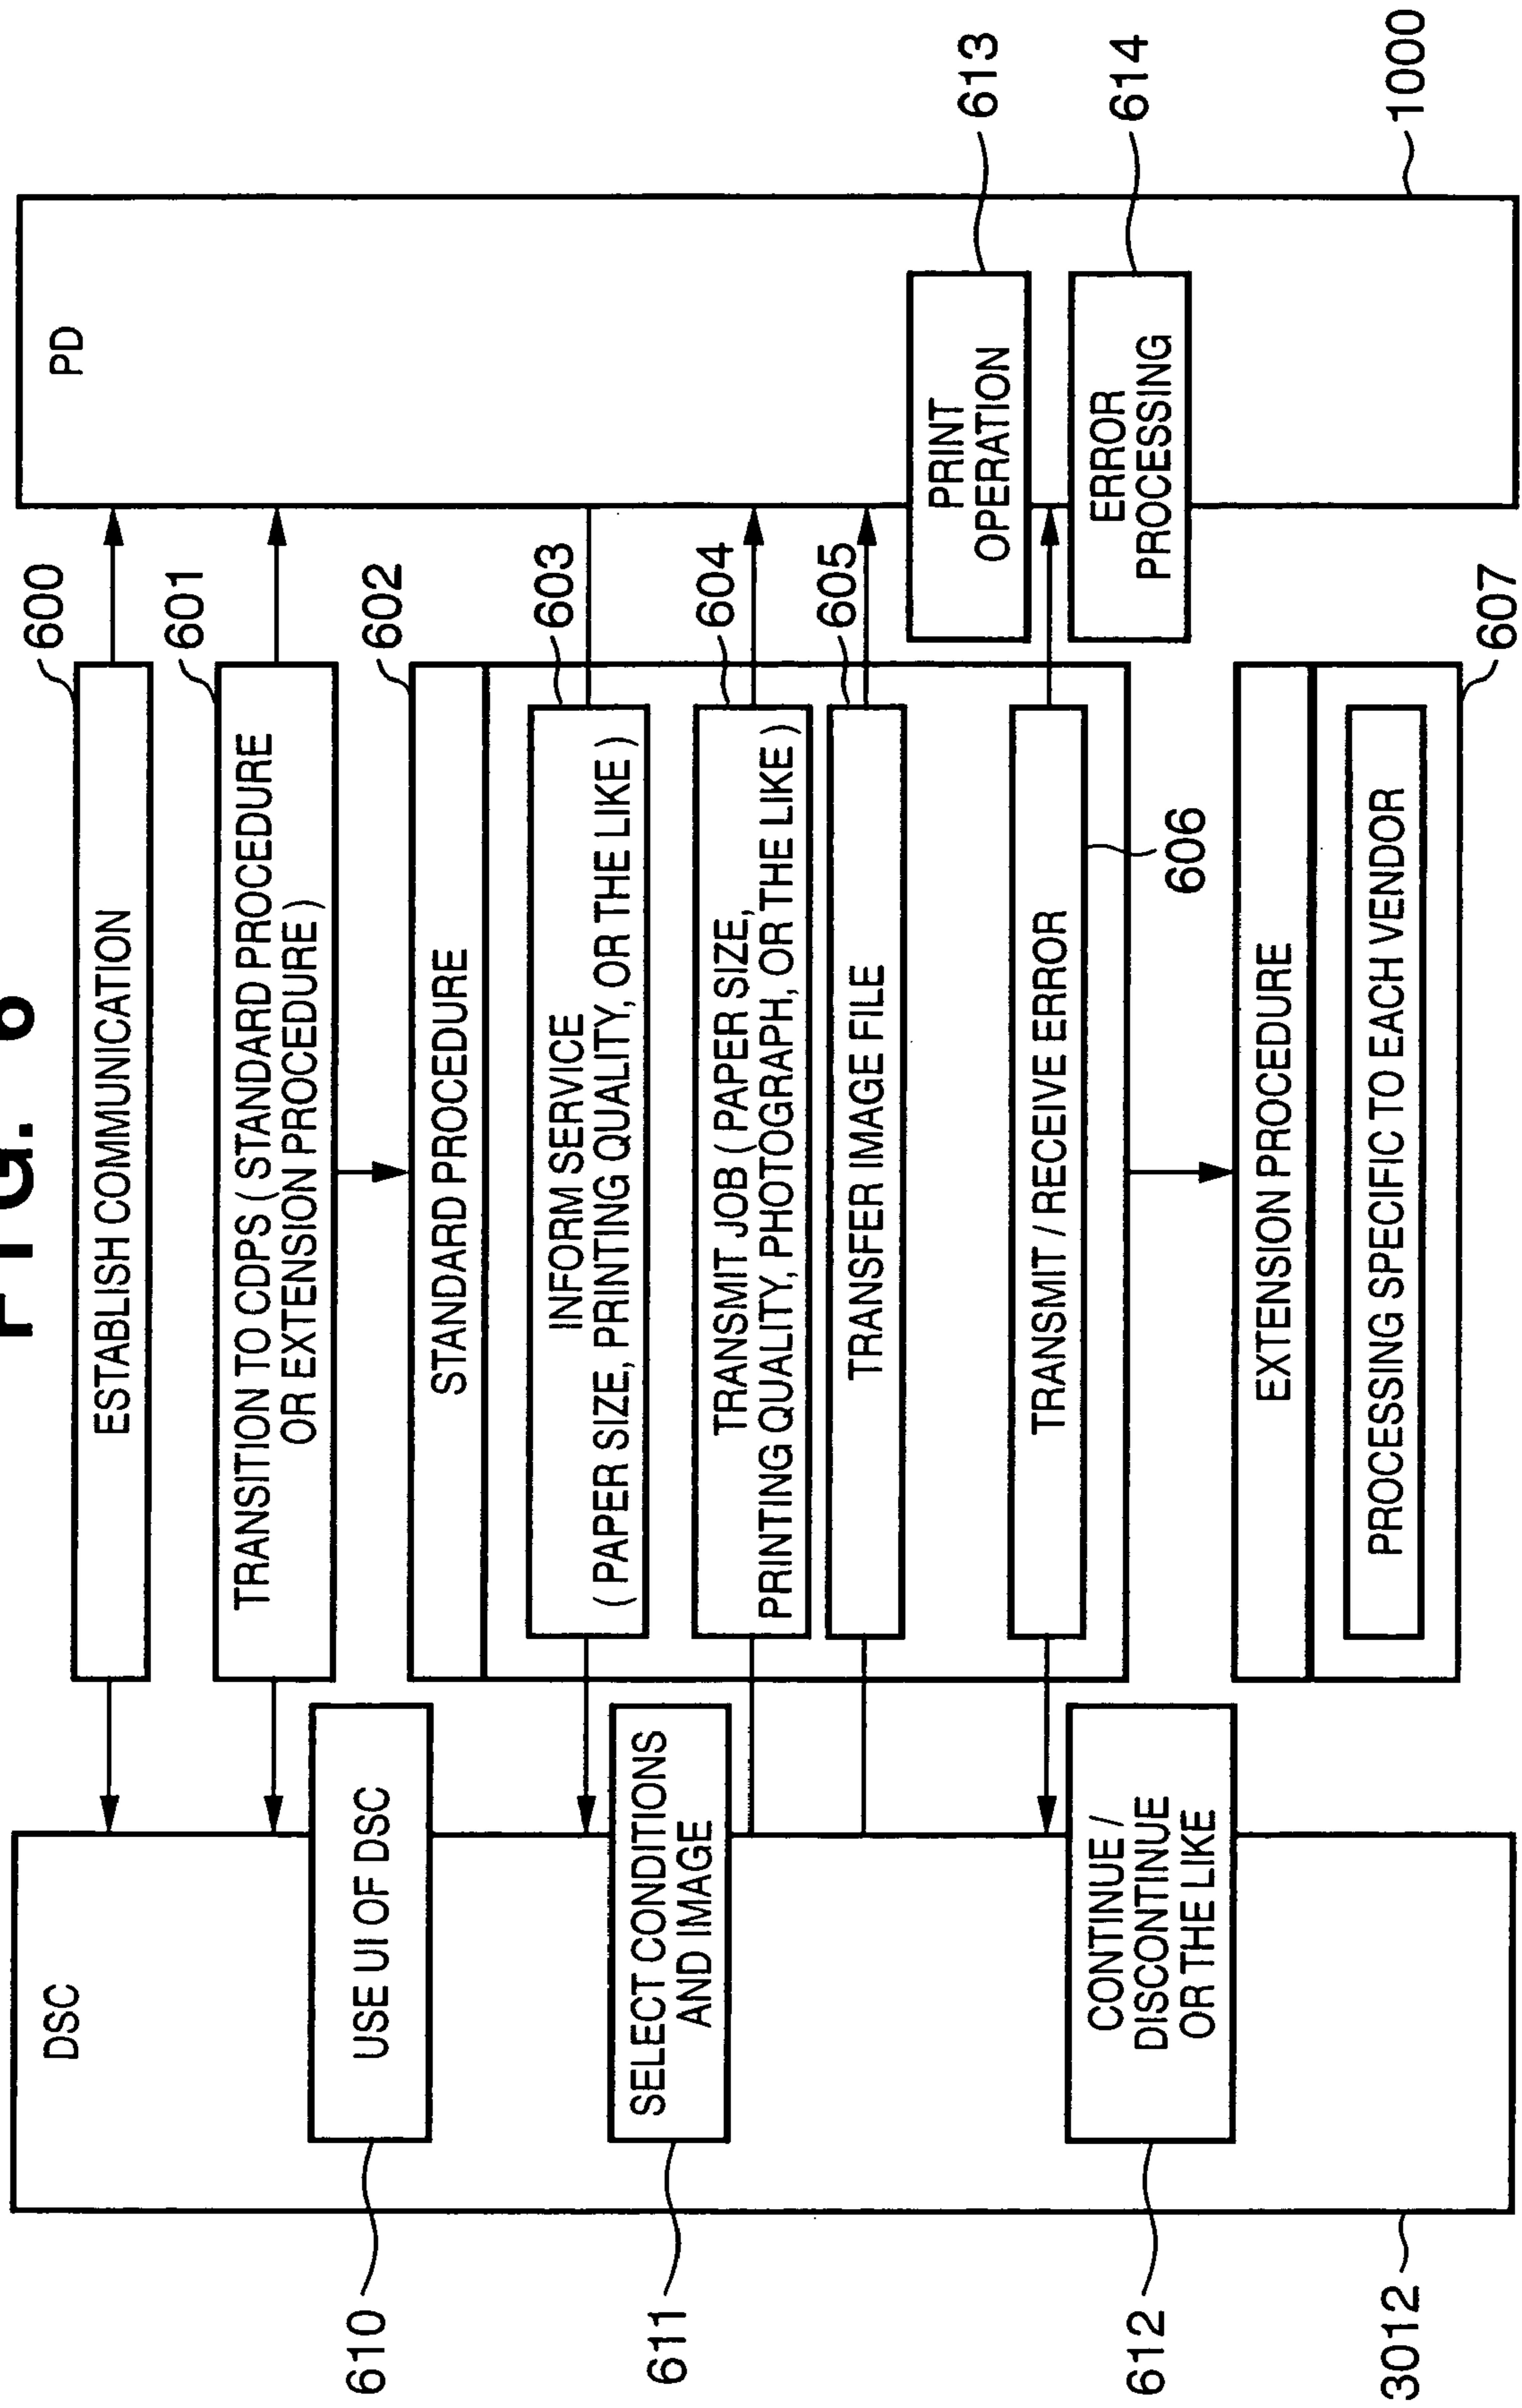 DSC
PD
600
ESTABLISH COMMUNICATION
601
TRANSITION TO CDPS ( STANDARD PROCEDURE
OR EXTENSION PROCEDURE )
610
USE UI OF DSC
602
STANDARD PROCEDURE
603
INFORM SERVICE
( PAPER SIZE, PRINTING QUALITY, OR THE LIKE )
611
SELECT CONDITIONS
AND IMAGE
604
TRANSMIT JOB ( PAPER SIZE,
PRINTING QUALITY, PHOTOGRAPH, OR THE LIKE )
605
TRANSFER IMAGE FILE
PRINT
OPERATION
613
TRANSMIT / RECEIVE ERROR
606
612
CONTINUE /
DISCONTINUE
OR THE LIKE
ERROR
PROCESSING
614
EXTENSION PROCEDURE
PROCESSING SPECIFIC TO EACH VENDOR
607
3012
1000